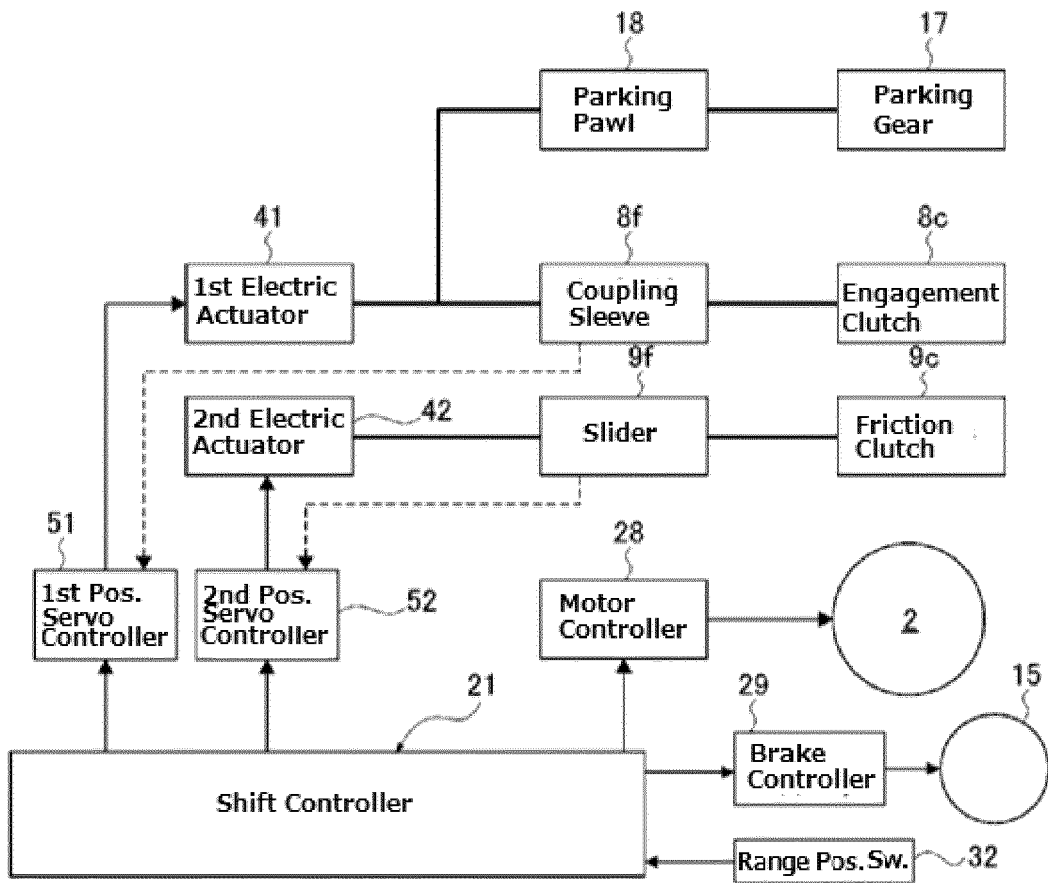 18
17
Parking
Pawl
Parking
Gear
41
8f
8c
1st Electric
Actuator
Coupling
Sleeve
Engagement
Clutch
9f
9c
2nd Electric
Actuator
42
Slider
Friction
Clutch
51
28
1st Pos.
Servo
Controller
2nd Pos.
Servo
Controller
52
Motor
Controller
2
21
29
15
Shift Controller
Brake
Controller
Range Pos. Sw.
32